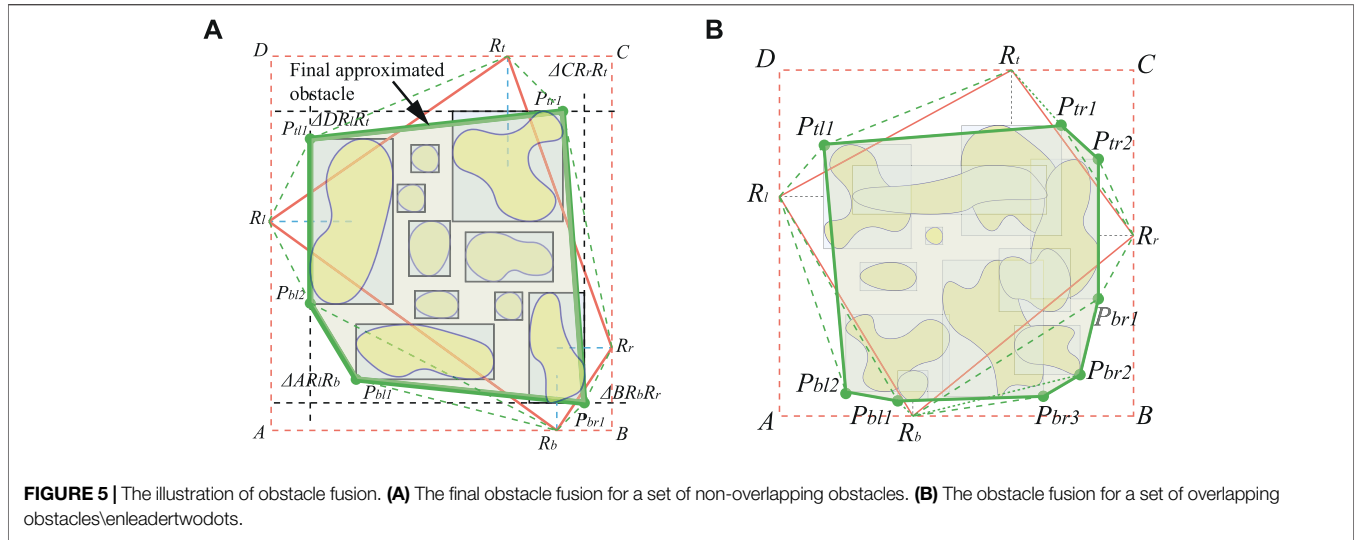 A
D
Rt
C
ΔCRrRt
Final approximated
obstacle
Ptr1
Ptl1
ΔDRlRt
Rl
Pbl2
Rr
ΔARlRb
Pbl1
ΔBRbRr
Pbr1
A
Rb
B
B
D
Rt
C
Ptr1
Ptl1
Ptr2
Rl
Rr
Pbr1
Pbr2
Pbl2
Pbl1
Pbr3
A
Rb
B
FIGURE 5 | The illustration of obstacle fusion. (A) The final obstacle fusion for a set of non-overlapping obstacles. (B) The obstacle fusion for a set of overlapping
obstacles\enleadertwodots.